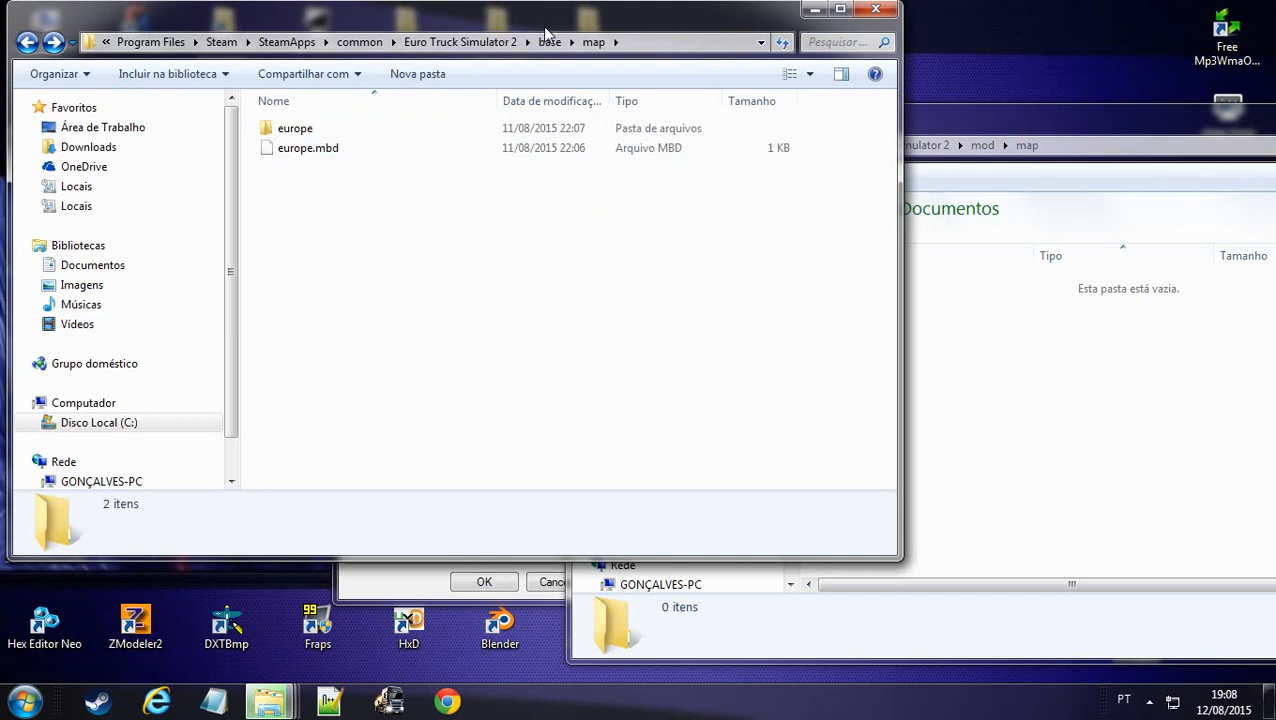 « Program Files ▸ Steam ▸ SteamApps ▸ common ▸ Euro Truck Simulator 2 ▸ base ▸ map ▸
Pesquisar ...
Organizar
Incluir na biblioteca
Compartilhar com
Nova pasta
Nome
Data de modificaç...
Tipo
Tamanho
europe
11/08/2015 22:07
Pasta de arquivos
europe.mbd
11/08/2015 22:06
Arquivo MBD
1 KB
Favoritos
Área de Trabalho
Downloads
OneDrive
Locais
Locais
Bibliotecas
Documentos
Imagens
Músicas
Vídeos
Grupo doméstico
Computador
Disco Local (C:)
Rede
GONÇALVES-PC
2 itens
Free
Mp3WmaO...
mulator 2 ▸ mod ▸ map
Documentos
Tipo
Tamanho
Esta pasta está vazia.
Rede
GONÇALVES-PC
0 itens
OK
Cance
Hex Editor Neo
ZModeler2
DXTBmp
99
Fraps
HxD
Blender
PT
19:08
12/08/2015